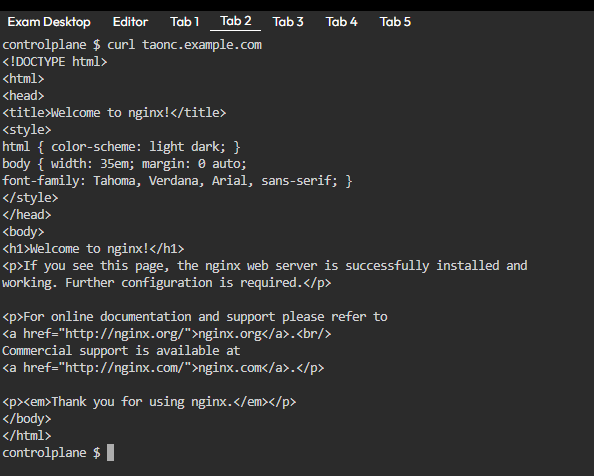 Exam Desktop Editor Tab 1 Tab 2 Tab 3 Tab 4 Tab 5
controlplane $ curl taonc.example.com
<!DOCTYPE html>
<html>
<head>
<title>Welcome to nginx!</title>
<style>
html { color-scheme: light dark; }
body { width: 35em; margin: 0 auto;
font-family: Tahoma, Verdana, Arial, sans-serif; }
</style>
</head>
<body>
<h1>Welcome to nginx!</h1>
<p>If you see this page, the nginx web server is successfully installed and
working. Further configuration is required.</p>

<p>For online documentation and support please refer to
<a href="http://nginx.org/">nginx.org</a>.<br/>
Commercial support is available at
<a href="http://nginx.com/">nginx.com</a>.</p>

<p><em>Thank you for using nginx.</em></p>
</body>
</html>
controlplane $